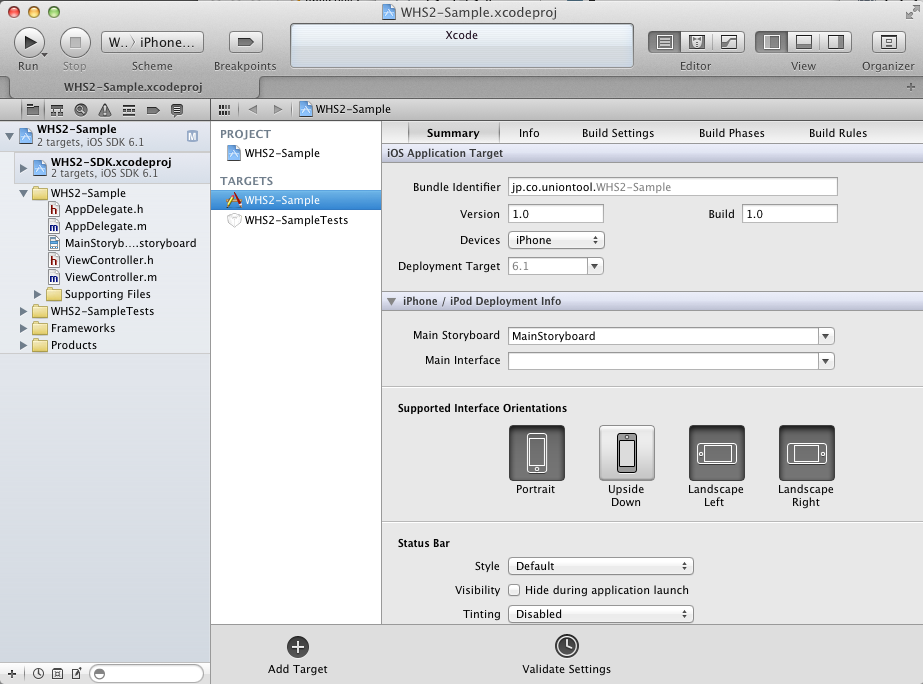 WHS2-Sample.xcodeproj
Run
Stop
W... iPhone...
Scheme
Breakpoints
Xcode
Editor
View
Organizer
WHS2-Sample.xcodeproj
WHS2-Sample
2 targets, iOS SDK 6.1
M
WHS2-SDK.xcodeproj
2 targets, iOS SDK 6.1
WHS2-Sample
h AppDelegate.h
m AppDelegate.m
MainStoryb....storyboard
h ViewController.h
m ViewController.m
Supporting Files
WHS2-SampleTests
Frameworks
Products
WHS2-Sample
PROJECT
WHS2-Sample
TARGETS
WHS2-Sample
WHS2-SampleTests
Summary Info Build Settings Build Phases Build Rules
iOS Application Target
Bundle Identifier jp.co.uniontool.WHS2-Sample
Version 1.0 Build 1.0
Devices iPhone
Deployment Target 6.1
iPhone / iPod Deployment Info
Main Storyboard MainStoryboard
Main Interface
Supported Interface Orientations
Portrait
Upside
Down
Landscape
Left
Landscape
Right
Status Bar
Style Default
Visibility Hide during application launch
Tinting Disabled
Add Target
Validate Settings